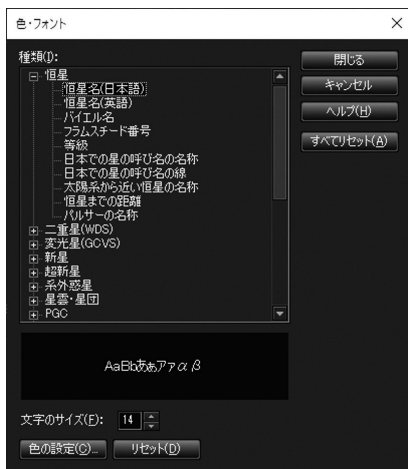 色・フォント
種類(I):
恒星
恒星名(日本語)
恒星名(英語)
バイエル名
フラムスチード番号
等級
日本での星の呼び名の名称
日本での星の呼び名の線
太陽系から近い恒星の名称
恒星までの距離
パルサーの名称
二重星(WDS)
変光星(GCVS)
新星
超新星
系外惑星
星雲・星団
PGC
閉じる
キャンセル
ヘルプ(H)
すべてリセット(A)
AaBbあぁアァαβ
文字のサイズ(F): 14
色の設定(C)... リセット(D)